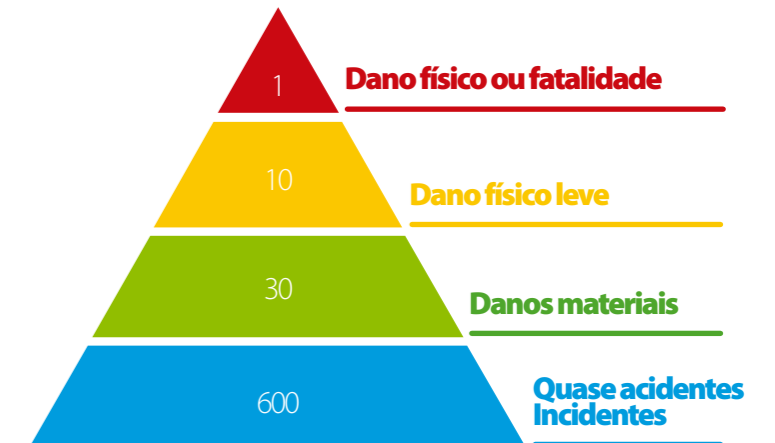 1
Dano físico ou fatalidade
10
Dano físico leve
30
Danos materiais
600
Quase acidentes
Incidentes